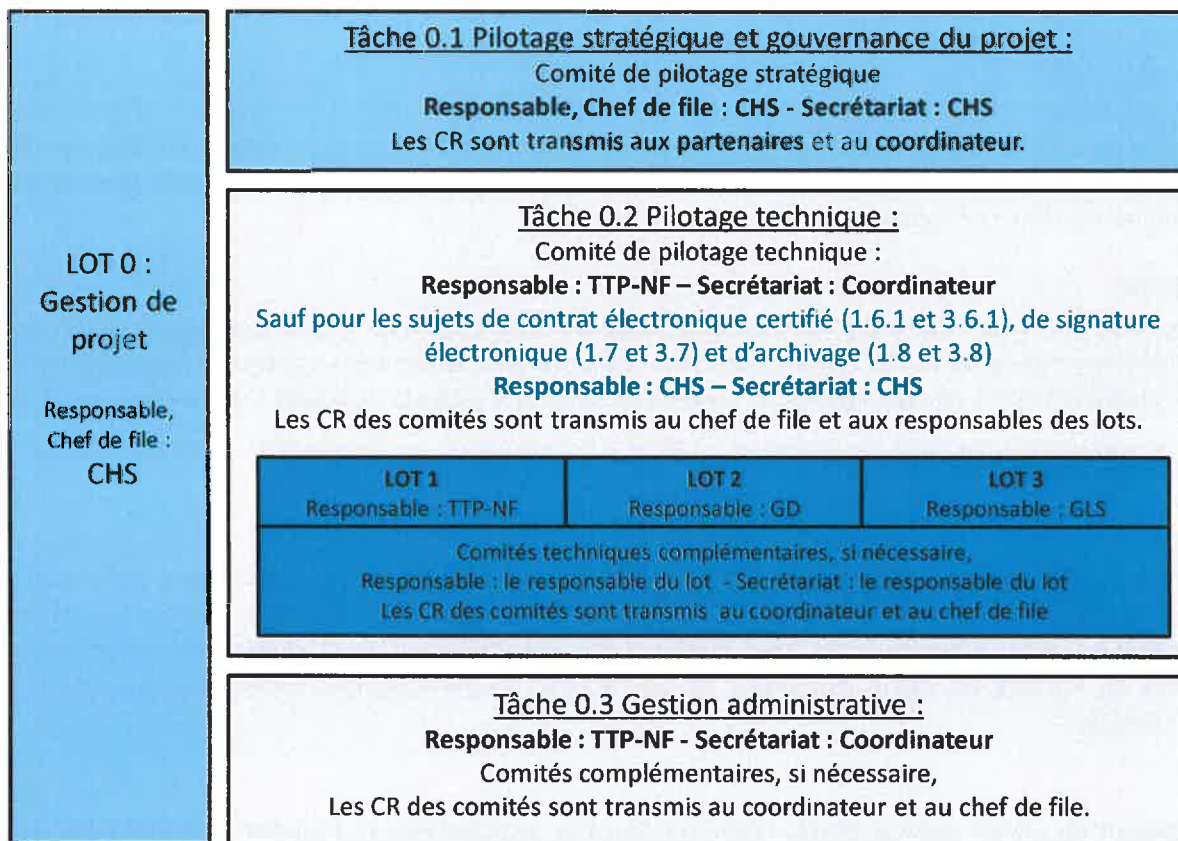 LOT 0 :
Gestion de
projet
Responsable,
Chef de file :
CHS
Tâche 0.1 Pilotage stratégique et gouvernance du projet :
Comité de pilotage stratégique
Responsable, Chef de file : CHS - Secrétariat : CHS
Les CR sont transmis aux partenaires et au coordinateur.
Tâche 0.2 Pilotage technique :
Comité de pilotage technique :
Responsable : TTP-NF – Secrétariat : Coordinateur
Sauf pour les sujets de contrat électronique certifié (1.6.1 et 3.6.1), de signature
électronique (1.7 et 3.7) et d'archivage (1.8 et 3.8)
Responsable : CHS – Secrétariat : CHS
Les CR des comités sont transmis au chef de file et aux responsables des lots.
LOT 1
Responsable : TTP-NF
LOT 2
Responsable : GD
LOT 3
Responsable : GLS
Comités techniques complémentaires, si nécessaire,
Responsable : le responsable du lot - Secrétariat : le responsable du lot
Les CR des comités sont transmis au coordinateur et au chef de file
Tâche 0.3 Gestion administrative :
Responsable : TTP-NF - Secrétariat : Coordinateur
Comités complémentaires, si nécessaire,
Les CR des comités sont transmis au coordinateur et au chef de file.